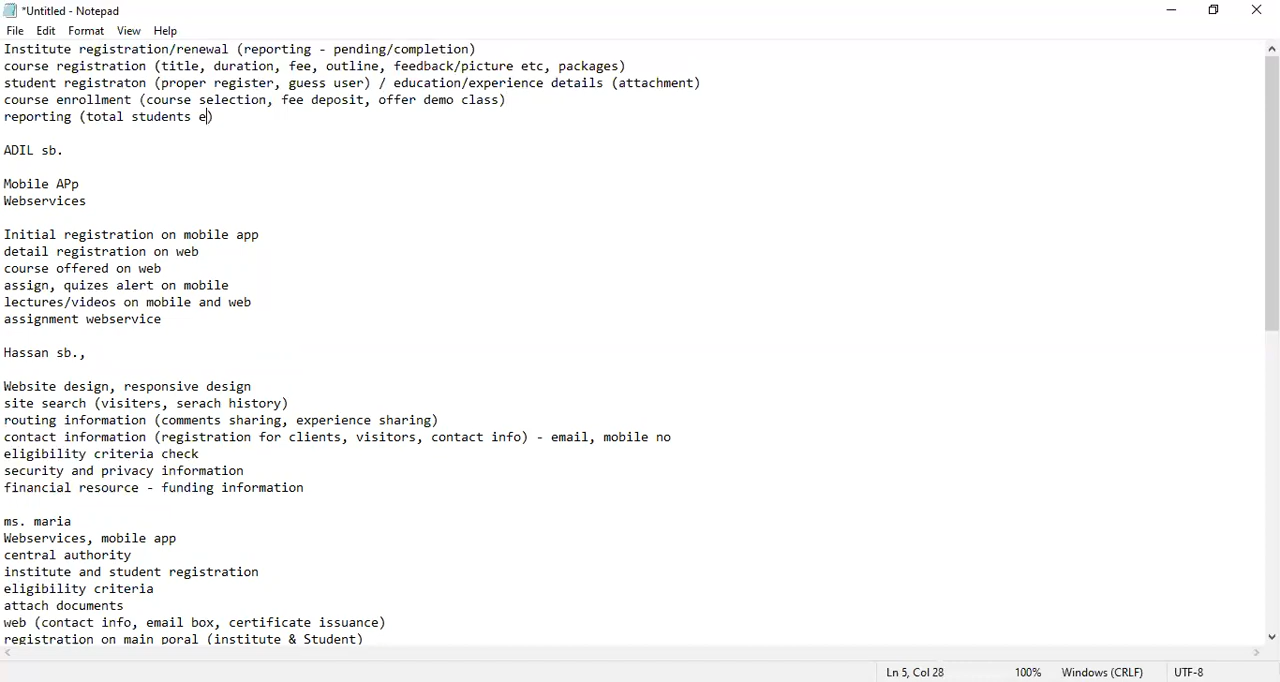 *Untitled - Notepad
File Edit Format View Help
Institute registration/renewal (reporting - pending/completion)
course registration (title, duration, fee, outline, feedback/picture etc, packages)
student registraton (proper register, guess user) / education/experience details (attachment)
course enrollment (course selection, fee deposit, offer demo class)
reporting (total students e)
ADIL sb.
Mobile APp
Webservices
Initial registration on mobile app
detail registration on web
course offered on web
assign, quizes alert on mobile
lectures/videos on mobile and web
assignment webservice
Hassan sb.,
Website design, responsive design
site search (visiters, serach history)
routing information (comments sharing, experience sharing)
contact information (registration for clients, visitors, contact info) - email, mobile no
eligibility criteria check
security and privacy information
financial resource - funding information
ms. maria
Webservices, mobile app
central authority
institute and student registration
eligibility criteria
attach documents
web (contact info, email box, certificate issuance)
registration on main poral (institute & Student)
Ln 5, Col 28 100% Windows (CRLF) UTF-8